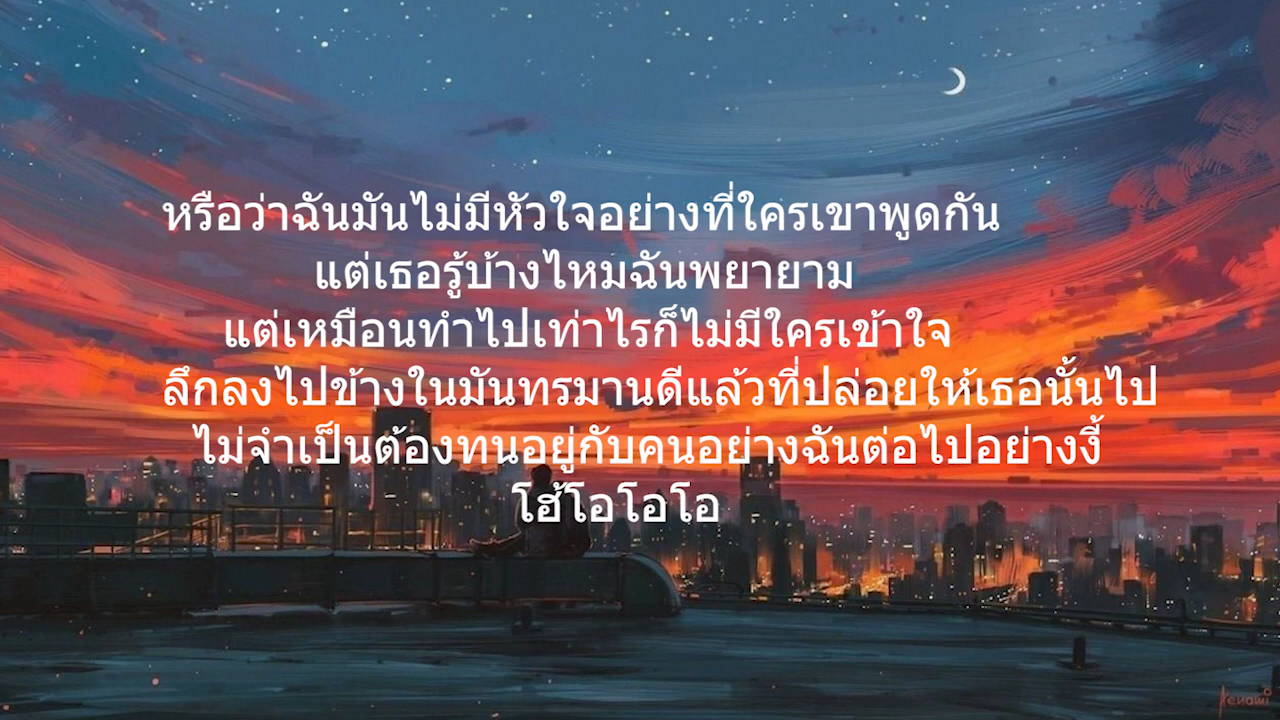 หรือว่าฉันมันไม่มีหัวใจอย่างที่ใครเขาพูดกัน
แต่เธอรู้บ้างไหมฉันพยายาม
แต่เหมือนทำไปเท่าไรก็ไม่มีใครเข้าใจ
ลึกลงไปข้างในมันทรมานดีแล้วที่ปล่อยให้เธอนั้นไป
ไม่จำเป็นต้องทนอยู่กับคนอย่างฉันต่อไปอย่างงี้
โฮ้โอโอโอ